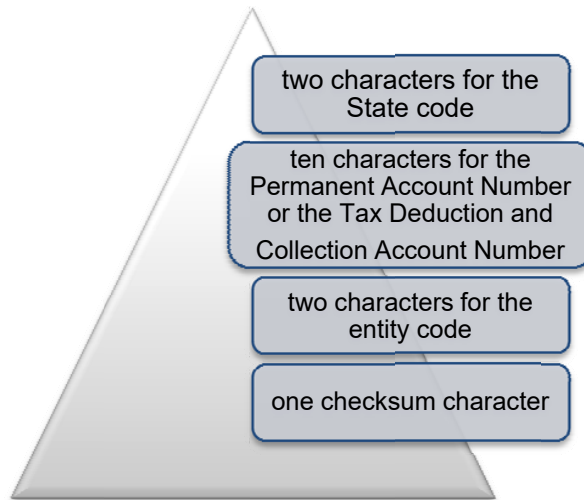 two characters for the
State code
ten characters for the
Permanent Account Number
or the Tax Deduction and
Collection Account Number
two characters for the
entity code
one checksum character